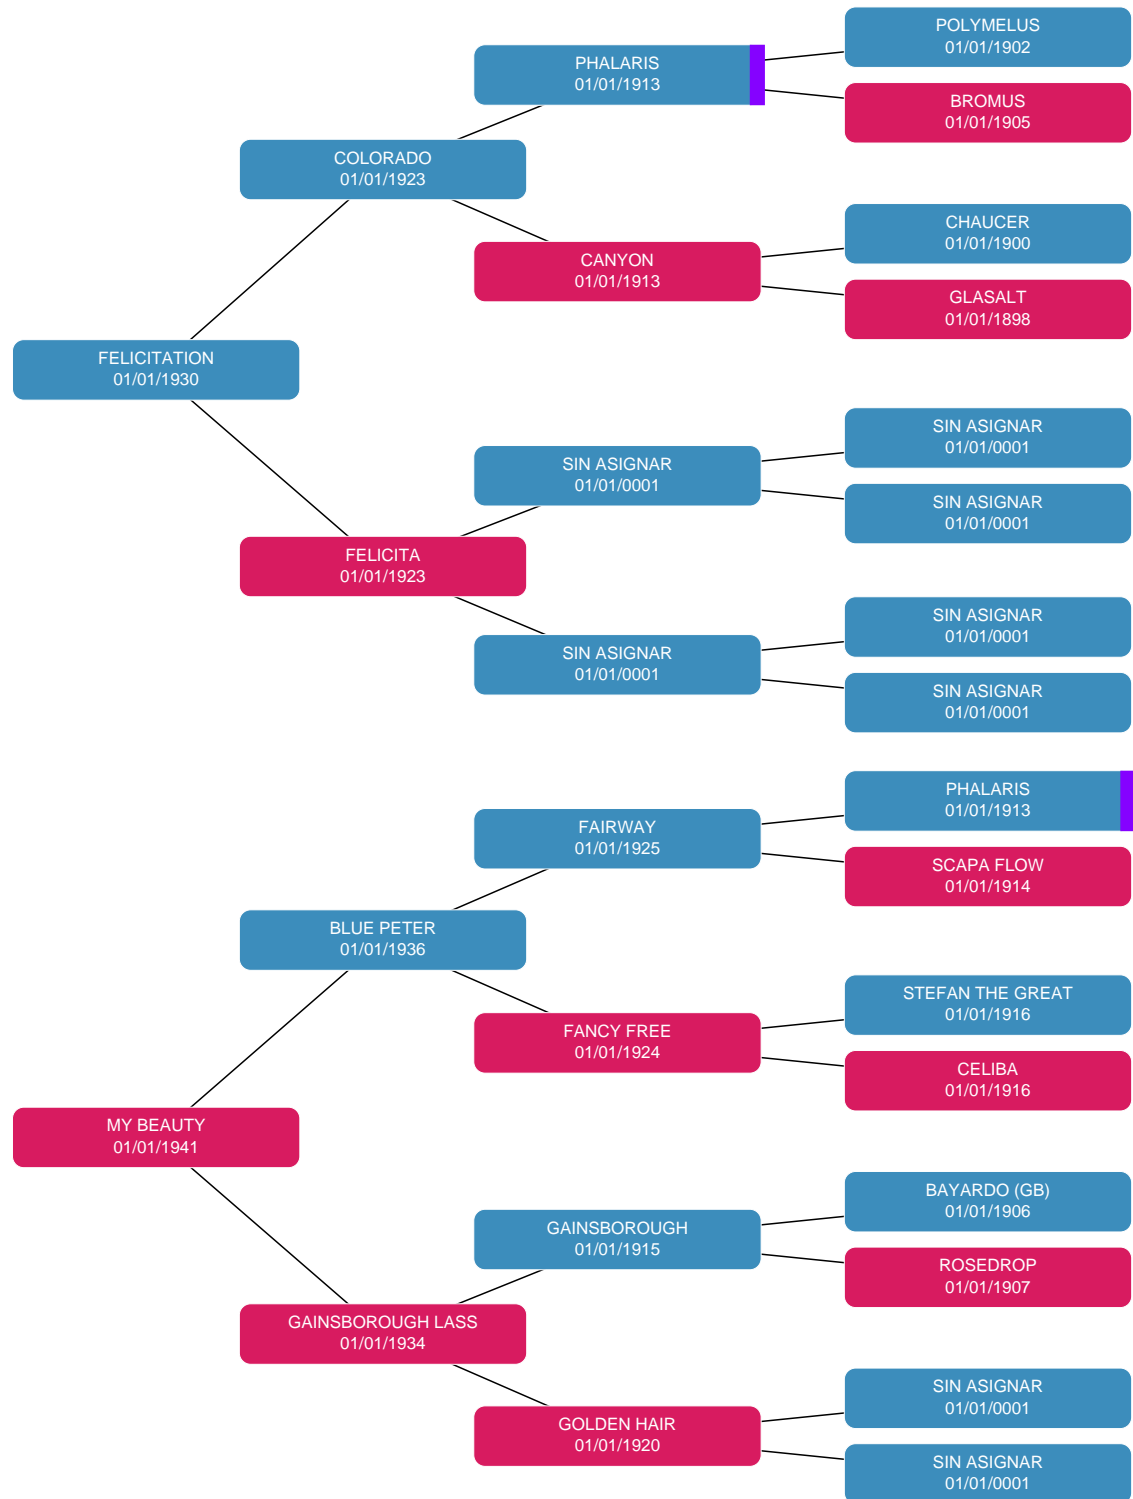 POLYMELUS
01/01/1902
PHALARIS
01/01/1913
BROMUS
01/01/1905
COLORADO
01/01/1923
CHAUCER
01/01/1900
CANYON
01/01/1913
GLASALT
01/01/1898
FELICITATION
01/01/1930
SIN ASIGNAR
01/01/0001
SIN ASIGNAR
01/01/0001
SIN ASIGNAR
01/01/0001
FELICITA
01/01/1923
SIN ASIGNAR
01/01/0001
SIN ASIGNAR
01/01/0001
SIN ASIGNAR
01/01/0001
PHALARIS
01/01/1913
FAIRWAY
01/01/1925
SCAPA FLOW
01/01/1914
BLUE PETER
01/01/1936
STEFAN THE GREAT
01/01/1916
FANCY FREE
01/01/1924
CELIBA
01/01/1916
MY BEAUTY
01/01/1941
BAYARDO (GB)
01/01/1906
GAINSBOROUGH
01/01/1915
ROSEDROP
01/01/1907
GAINSBOROUGH LASS
01/01/1934
SIN ASIGNAR
01/01/0001
GOLDEN HAIR
01/01/1920
SIN ASIGNAR
01/01/0001